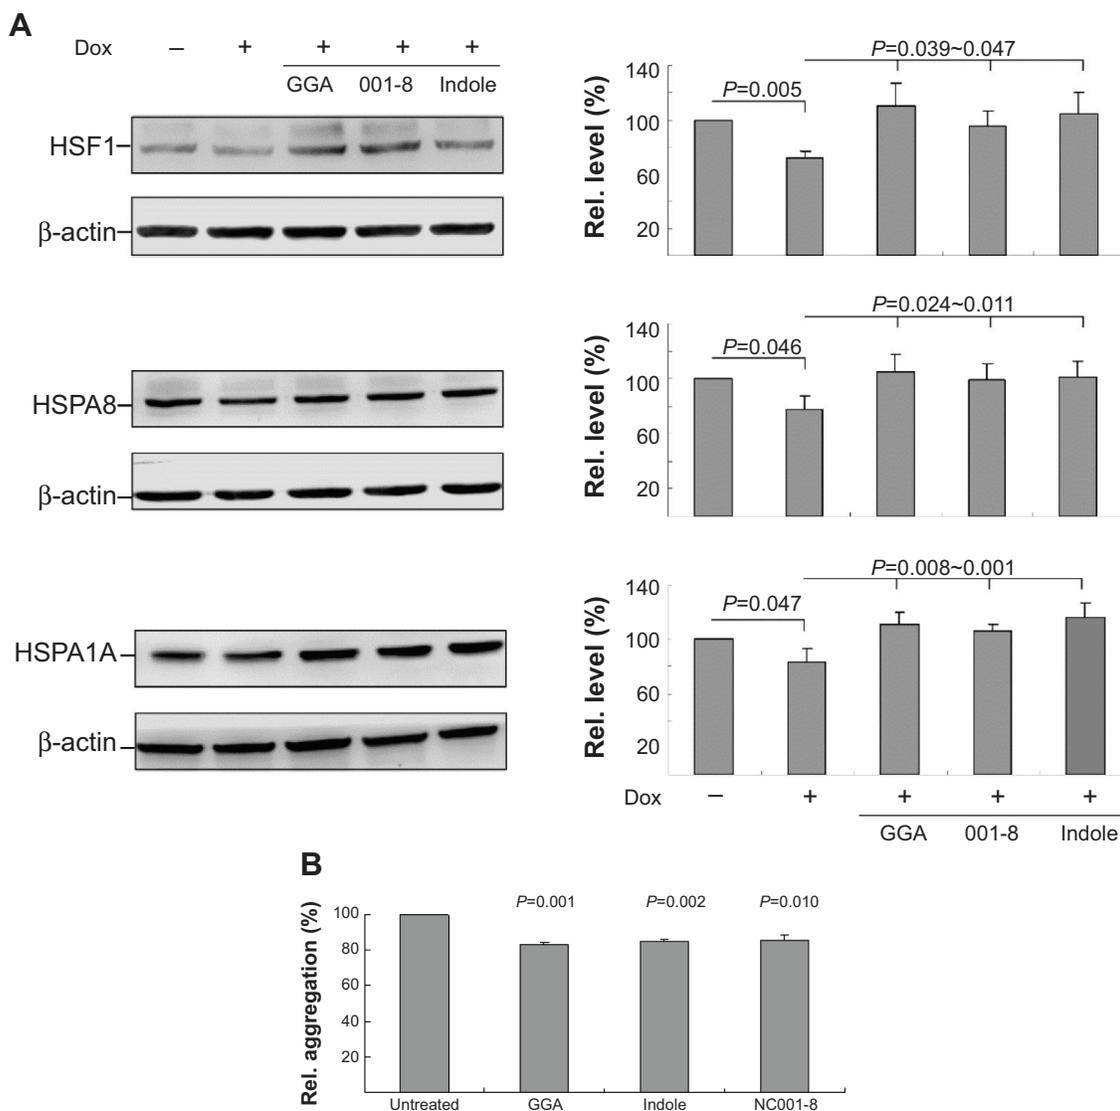 A
Dox – + + + +
GGA 001-8 Indole
HSF1
β-actin
HSPA8
β-actin
HSPA1A
β-actin
P=0.039~0.047
P=0.005
Rel. level (%)
140
100
60
20
P=0.024~0.011
P=0.046
Rel. level (%)
140
100
60
20
P=0.008~0.001
P=0.047
Rel. level (%)
140
100
60
20
Dox – + + + +
GGA 001-8 Indole
B
Rel. aggregation (%)
100
80
60
40
20
P=0.001 P=0.002 P=0.010
Untreated GGA Indole NC001-8